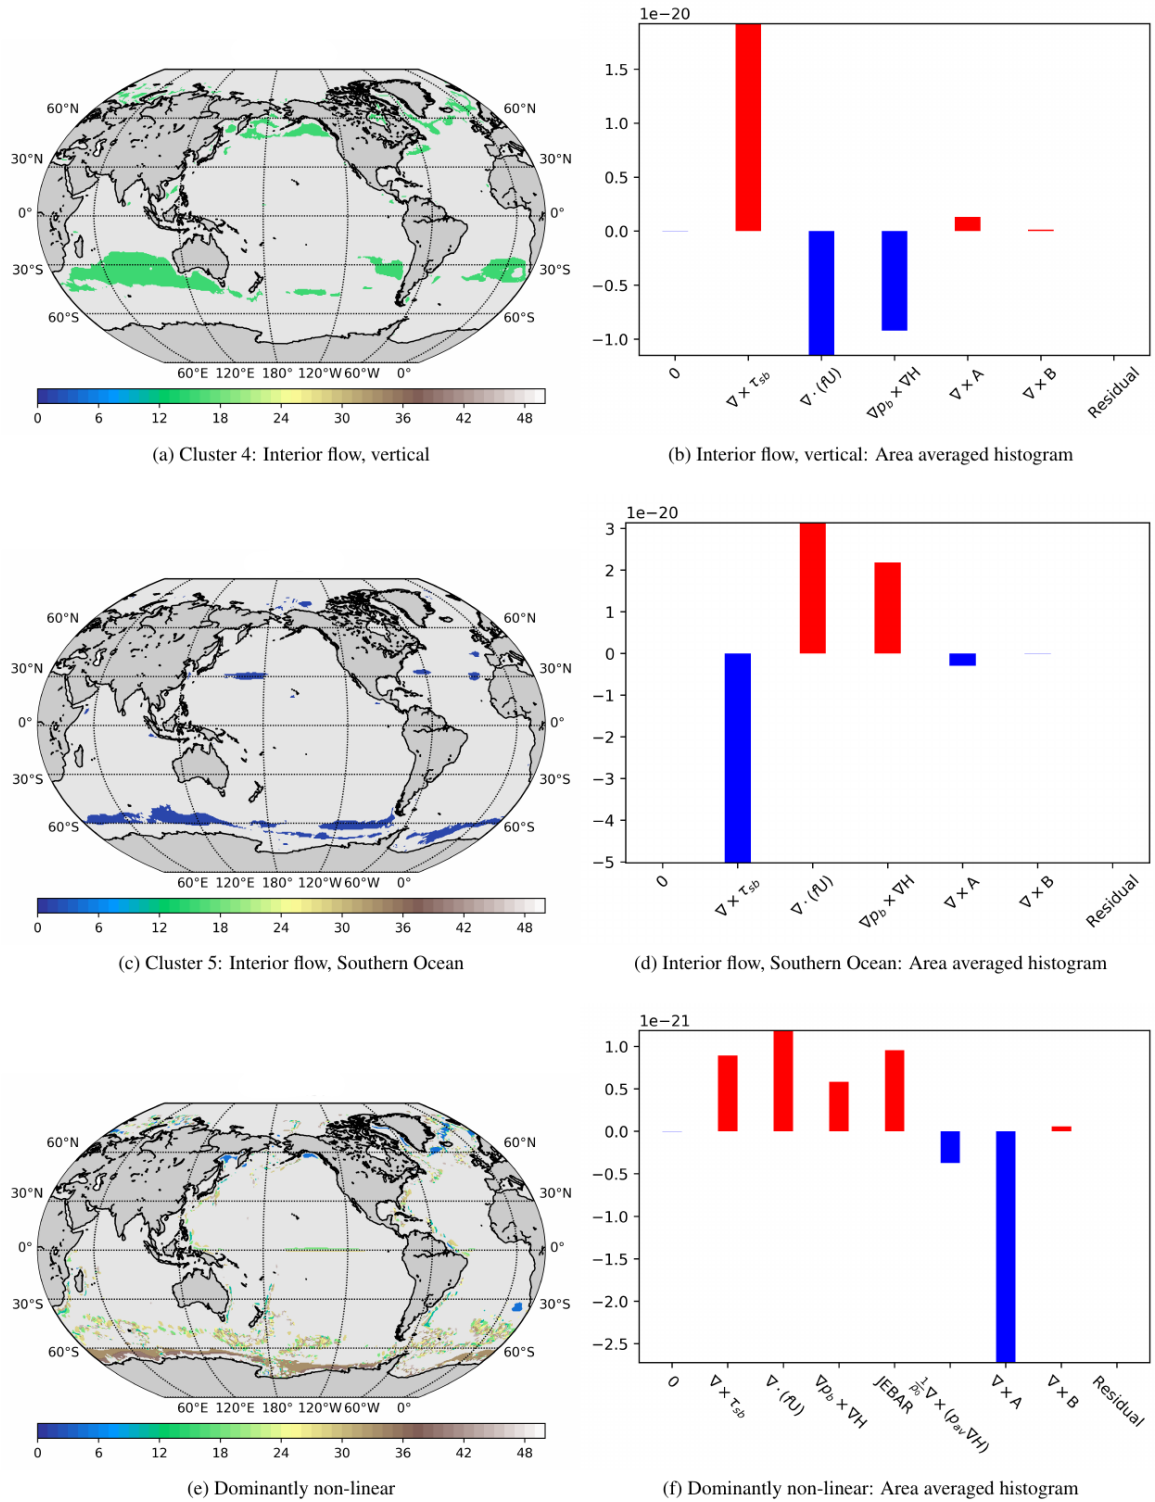 60°N
60°N
30°N
30°N
0°
0°
30°S
30°S
60°S
60°S
60°E 120°E 180° 120°W 60°W 0°
0 6 12 18 24 30 36 42 48
(a) Cluster 4: Interior flow, vertical
1e−20
1.5
1.0
0.5
0.0
−0.5
−1.0
0
∇ × τsb
∇ · (fU)
∇pb × ∇H
∇ × A
∇ × B
Residual
(b) Interior flow, vertical: Area averaged histogram
60°N
60°N
30°N
30°N
0°
0°
30°S
30°S
60°S
60°S
60°E 120°E 180° 120°W60°W 0°
0 6 12 18 24 30 36 42 48
(c) Cluster 5: Interior flow, Southern Ocean
1e−20
3
2
1
0
−1
−2
−3
−4
−5
0
∇ × τsb
∇ · (fU)
∇pb × ∇H
∇ × A
∇ × B
Residual
(d) Interior flow, Southern Ocean: Area averaged histogram
60°N
60°N
30°N
30°N
0°
0°
30°S
30°S
60°S
60°S
60°E 120°E 180° 120°W60°W 0°
0 6 12 18 24 30 36 42 48
(e) Dominantly non-linear
1e−21
1.0
0.5
0.0
−0.5
−1.0
−1.5
−2.0
−2.5
0
∇ × τsb
∇ · (fU)
∇pb × ∇H
JEBAR
1/ρ0 ∇ × (pav ∇H)
∇ × A
∇ × B
Residual
(f) Dominantly non-linear: Area averaged histogram